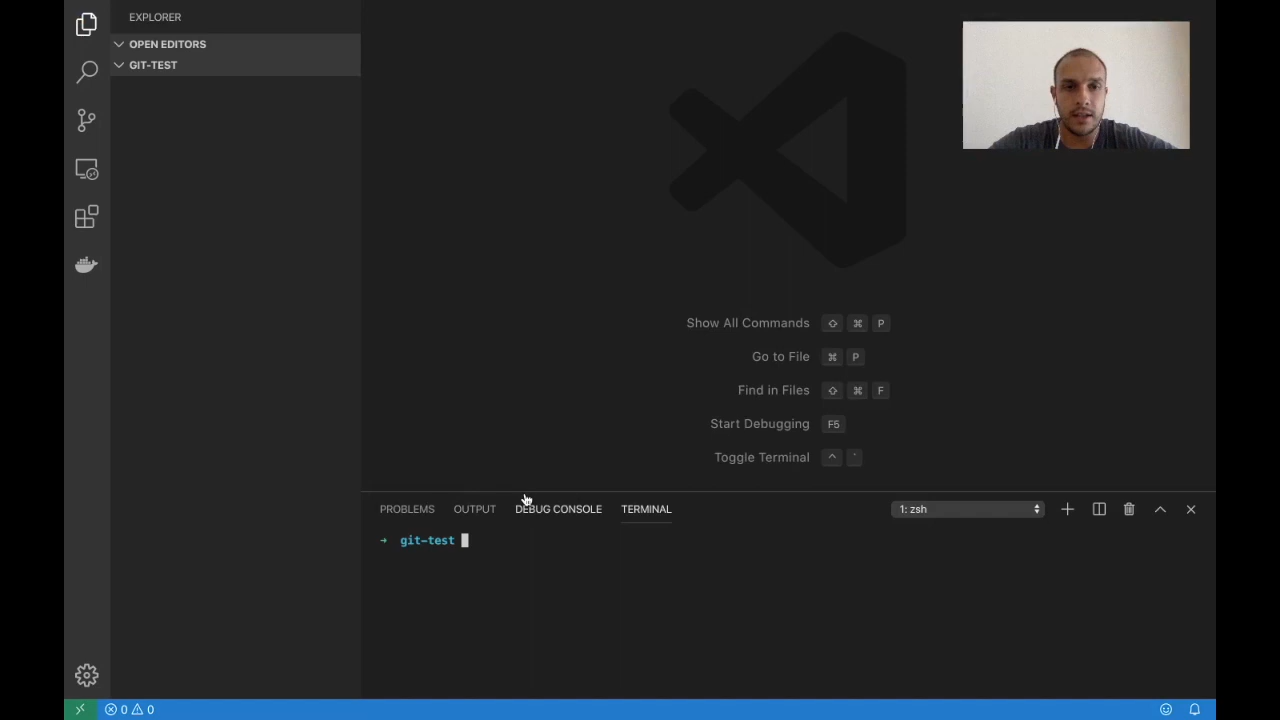 EXPLORER
OPEN EDITORS
GIT-TEST
Show All Commands ⇧ ⌘ P
Go to File ⌘ P
Find in Files ⇧ ⌘ F
Start Debugging F5
Toggle Terminal ^ `
PROBLEMS OUTPUT DEBUG CONSOLE TERMINAL 1: zsh
→ git-test
0 0